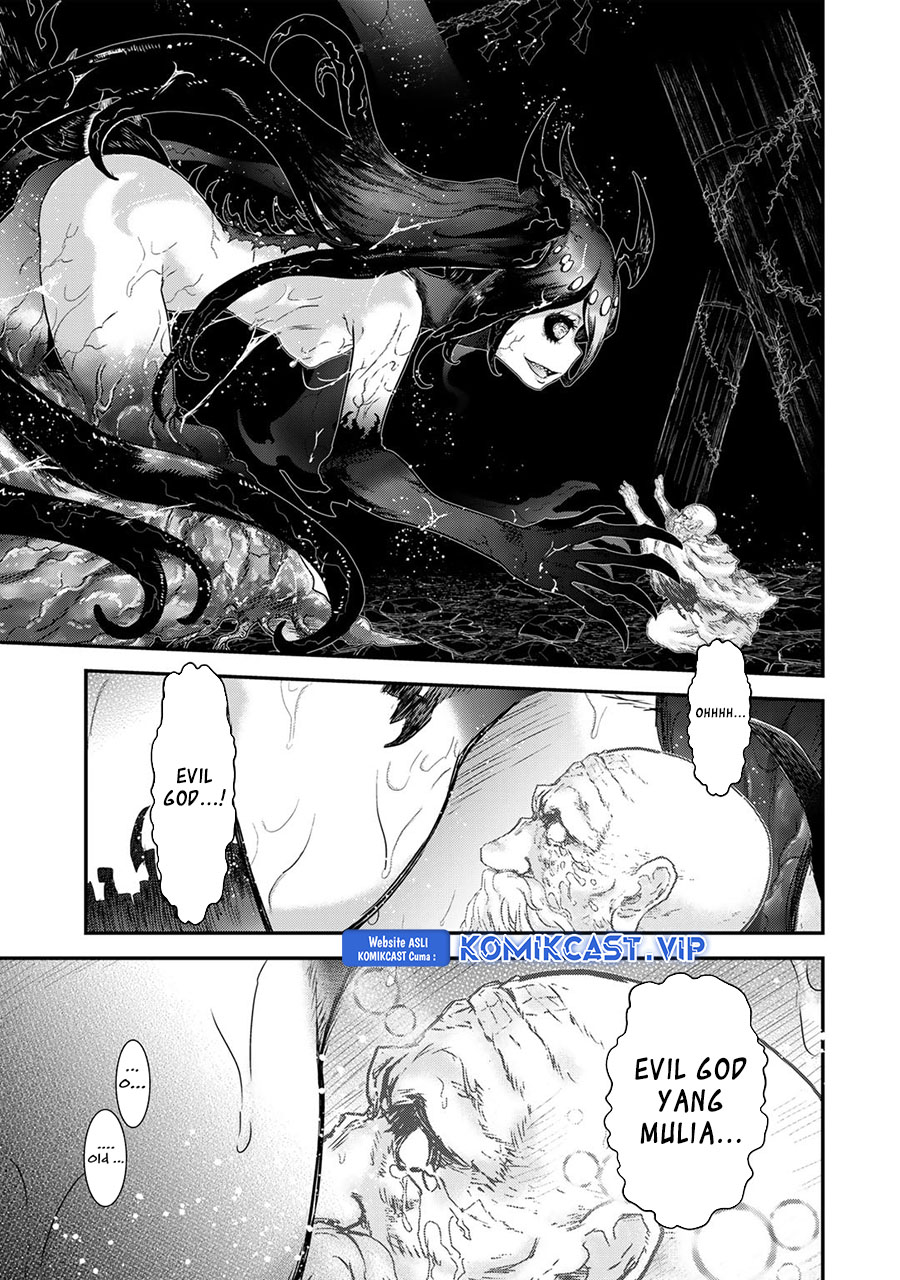 OHHHH...
EVIL
GOD...!
Website ASLI
KOMIKCAST Cuma :
KOMIKCAST.VIP
EVIL GOD
YANG
MULIA...
...
O...
....
old ...